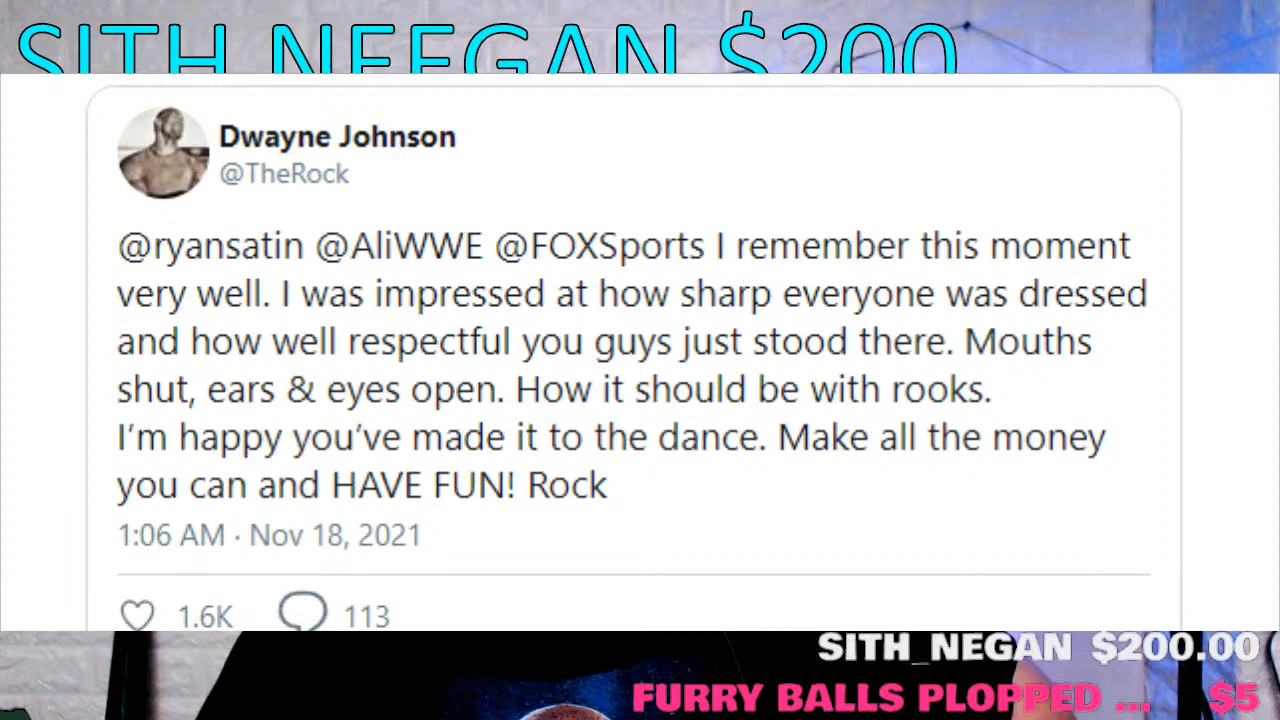 SITH NEEGAN $200
Dwayne Johnson
@TheRock
@ryansatin @AliWWE @FOXSports I remember this moment
very well. I was impressed at how sharp everyone was dressed
and how well respectful you guys just stood there. Mouths
shut, ears & eyes open. How it should be with rooks.
I'm happy you've made it to the dance. Make all the money
you can and HAVE FUN! Rock
1:06 AM · Nov 18, 2021
1.6K 113
SITH_NEGAN $200.00
FURRY BALLS PLOPPED ... $5